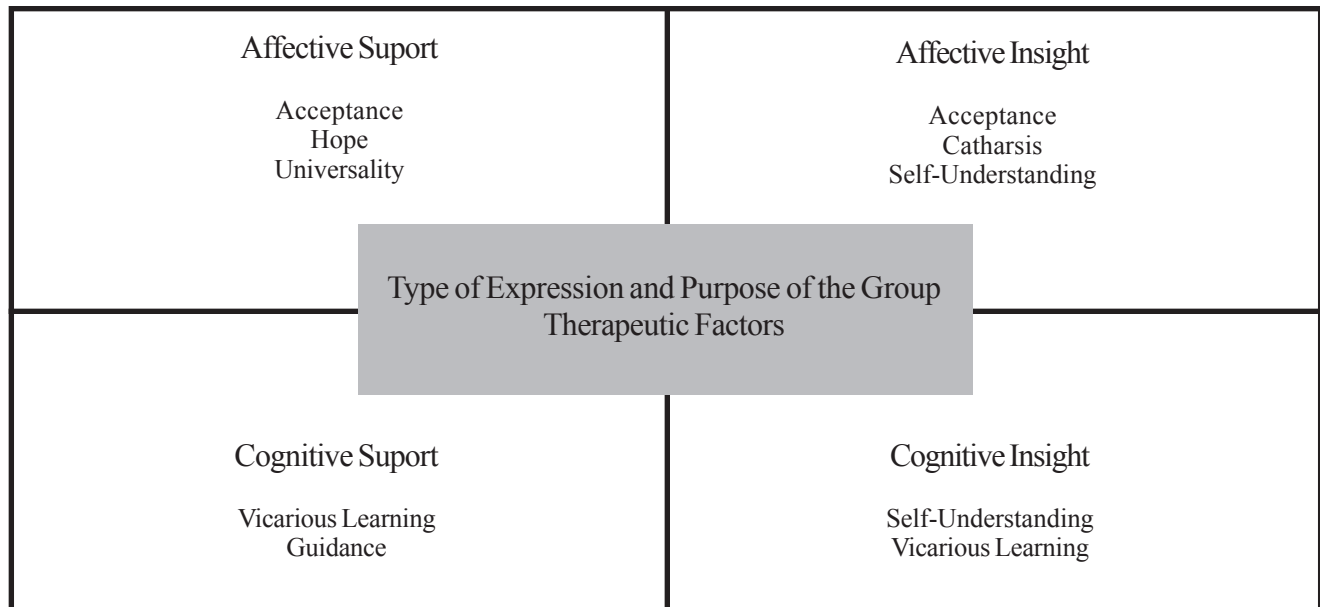 Affective Suport
Acceptance
Hope
Universality
Affective Insight
Acceptance
Catharsis
Self-Understanding
Type of Expression and Purpose of the Group
Therapeutic Factors
Cognitive Suport
Vicarious Learning
Guidance
Cognitive Insight
Self-Understanding
Vicarious Learning